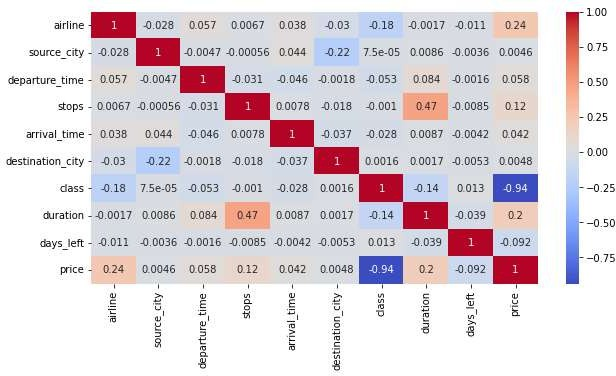 airline 1 -0.028 0.057 0.0067 0.038 -0.03 -0.18 -0.0017 -0.011 0.24
source_city -0.028 1 -0.0047 -0.00056 0.044 -0.22 7.5e-05 0.0086 -0.0036 0.0046
departure_time 0.057 -0.0047 1 -0.031 -0.046 -0.0018 -0.053 0.084 -0.0016 0.058
stops 0.0067 -0.00056 -0.031 1 0.0078 -0.018 -0.001 0.47 -0.0085 0.12
arrival_time 0.038 0.044 -0.046 0.0078 1 -0.037 -0.028 0.0087 -0.0042 0.042
destination_city -0.03 -0.22 -0.0018 -0.018 -0.037 1 0.0016 0.0017 -0.0053 0.0048
class -0.18 7.5e-05 -0.053 -0.001 -0.028 0.0016 1 -0.14 0.013 -0.94
duration -0.0017 0.0086 0.084 0.47 0.0087 0.0017 -0.14 1 -0.039 0.2
days_left -0.011 -0.0036 -0.0016 -0.0085 -0.0042 -0.0053 0.013 -0.039 1 -0.092
price 0.24 0.0046 0.058 0.12 0.042 0.0048 -0.94 0.2 -0.092 1
airline source_city departure_time stops arrival_time destination_city class duration days_left price
1.00
0.75
0.50
0.25
0.00
−0.25
−0.50
−0.75